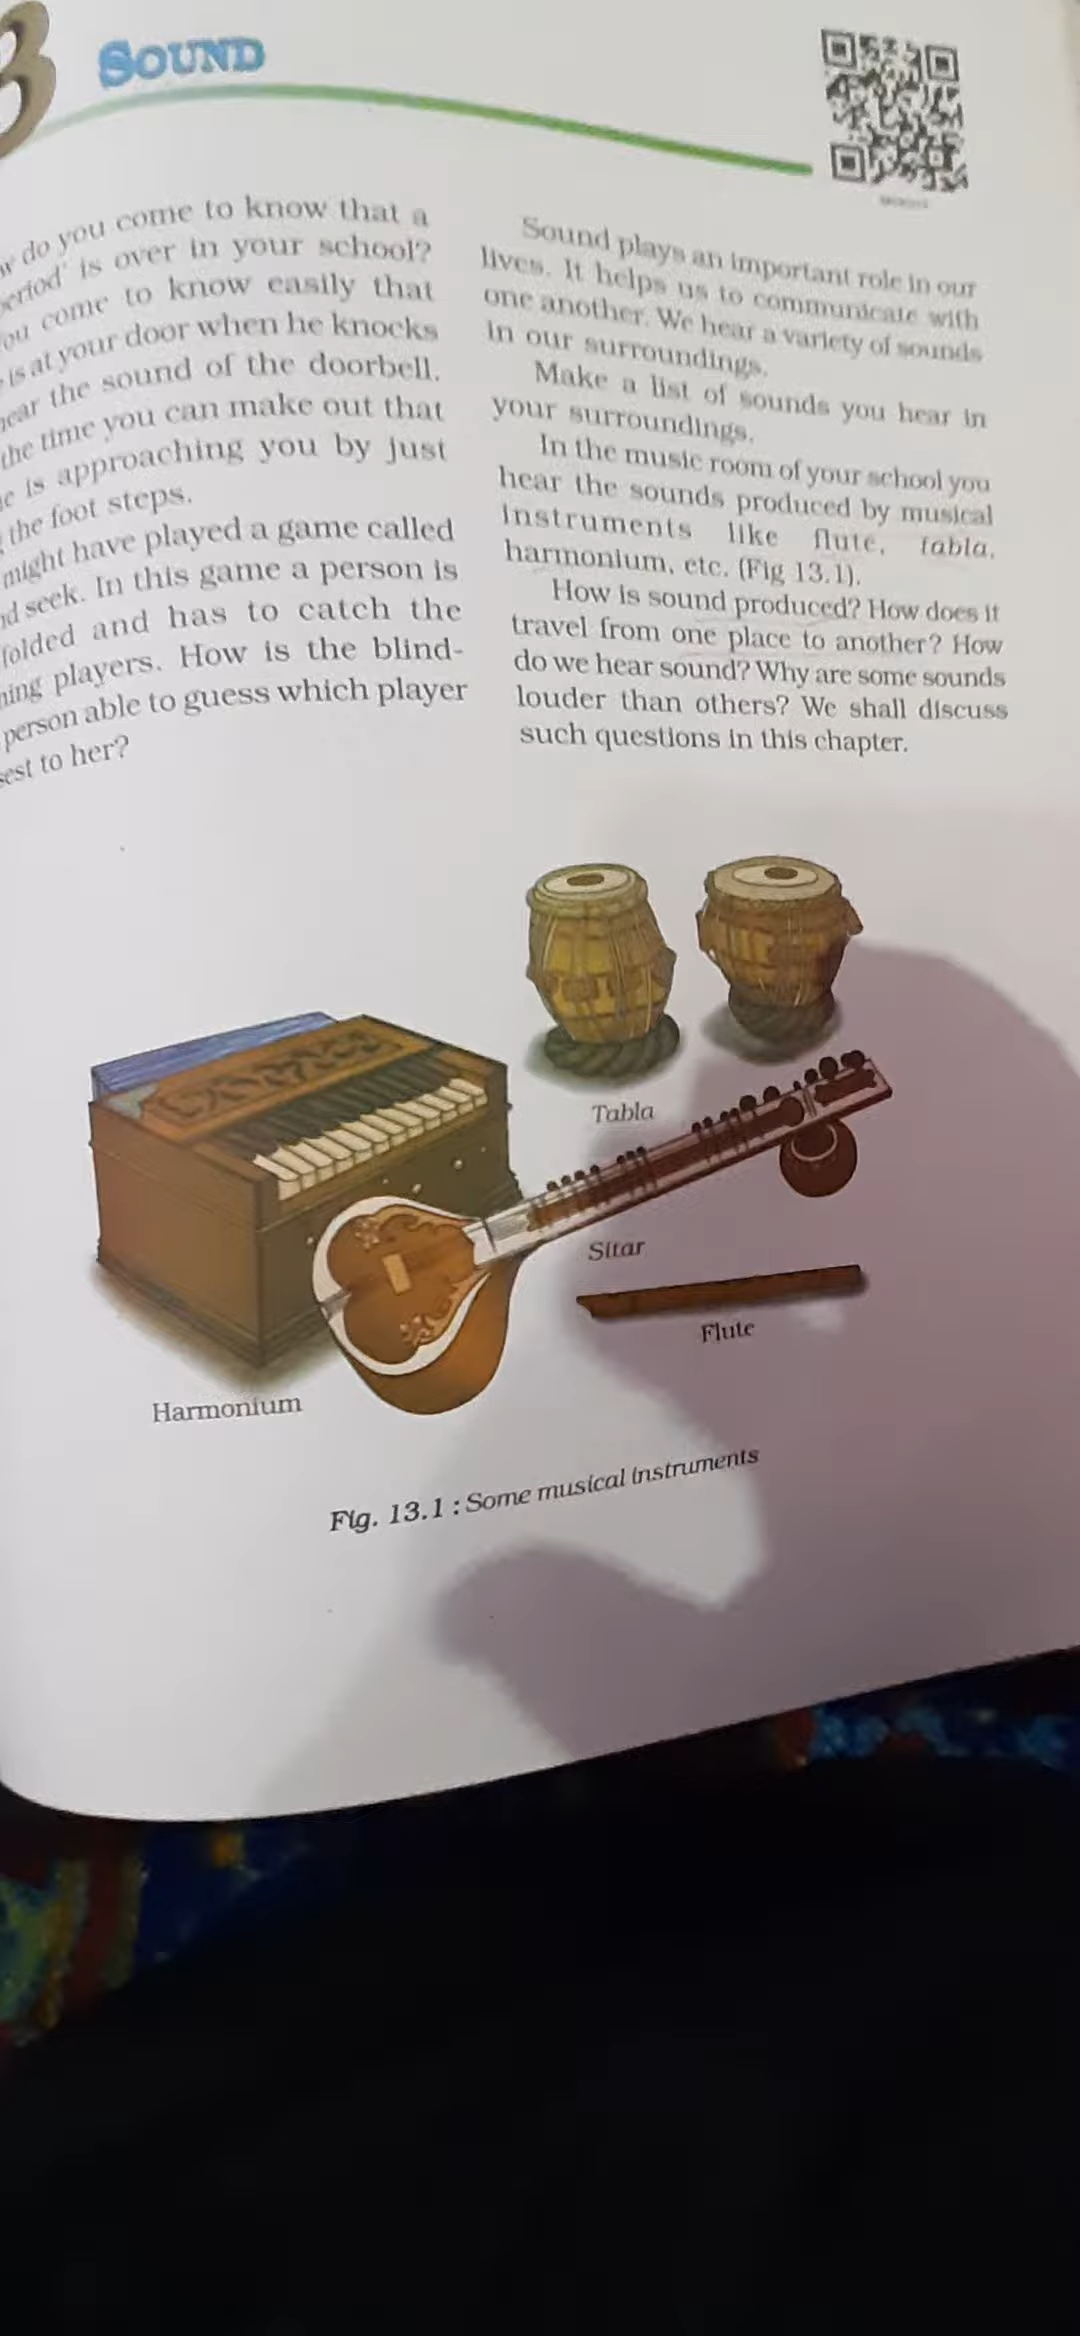 3 SOUND
do you come to know that a
is over in your school?
come to know easily that
is at your door when he knocks
the sound of the doorbell.
the time you can make out that
is approaching you by just
the foot steps.
might have played a game called
seek. In this game a person is
and has to catch the
players. How is the blind-
person able to guess which player
to her?
Sound plays an important role in our
lives. It helps us to communicate with
one another. We hear a variety of sounds
in our surroundings.
Make a list of sounds you hear in
your surroundings.
In the music room of your school you
hear the sounds produced by musical
instruments like flute, tabla,
harmonium, etc. (Fig 13.1).
How is sound produced? How does it
travel from one place to another? How
do we hear sound? Why are some sounds
louder than others? We shall discuss
such questions in this chapter.
Tabla
Sitar
Flute
Harmonium
Fig. 13.1 : Some musical instruments